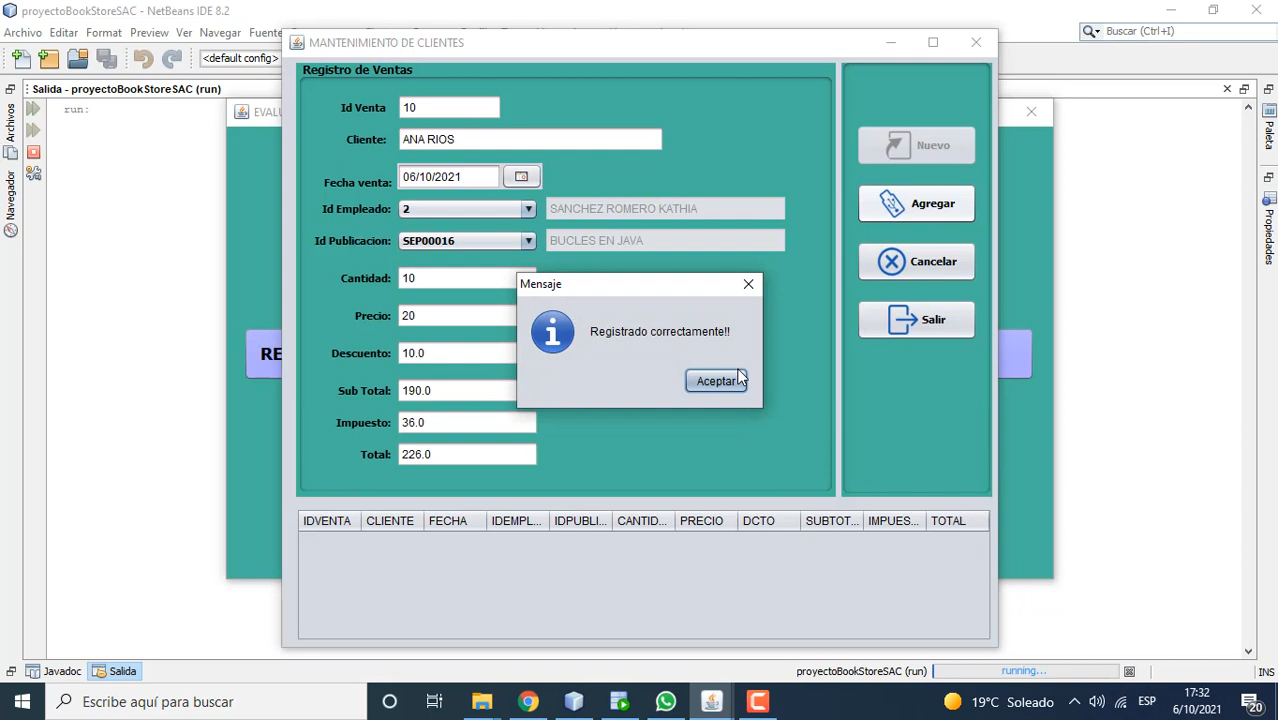 proyectoBookStoreSAC - NetBeans IDE 8.2
Archivo Editar Format Preview Ver Navegar Fuente
Buscar (Ctrl+I)
<default config>
MANTENIMIENTO DE CLIENTES
Salida - proyectoBookStoreSAC (run)
run:
EVALU
Archivos
Navegador
Paleta
Propiedades
RE
Registro de Ventas
Id Venta 10
Cliente: ANA RIOS
Fecha venta: 06/10/2021
Id Empleado: 2 SANCHEZ ROMERO KATHIA
Id Publicacion: SEP00016 BUCLES EN JAVA
Cantidad: 10
Precio: 20
Descuento: 10.0
Sub Total: 190.0
Impuesto: 36.0
Total: 226.0
Nuevo
Agregar
Cancelar
Salir
Mensaje
Registrado correctamente!!
Aceptar
IDVENTA CLIENTE FECHA IDEMPL... IDPUBLI... CANTID... PRECIO DCTO SUBTOT... IMPUES... TOTAL
Javadoc Salida
proyectoBookStoreSAC (run) running... INS
Escribe aquí para buscar
19°C Soleado
ESP
17:32
6/10/2021
20